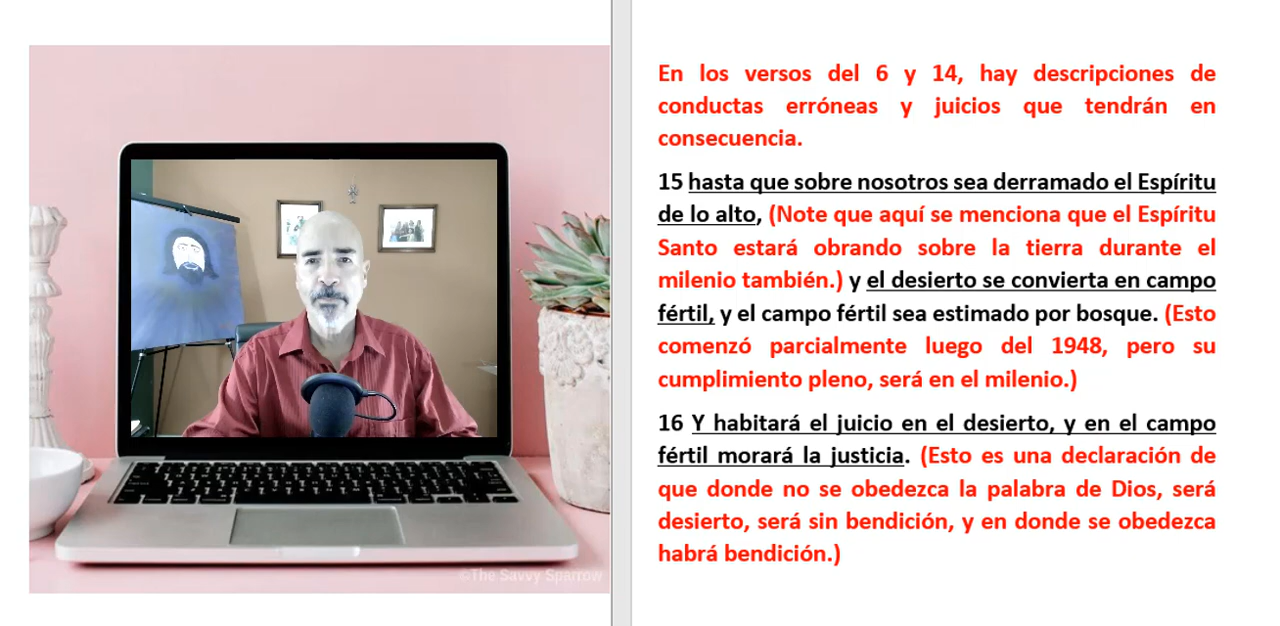 En los versos del 6 y 14, hay descripciones de
conductas erróneas y juicios que tendrán en
consecuencia.
15 hasta que sobre nosotros sea derramado el Espíritu
de lo alto, (Note que aquí se menciona que el Espíritu
Santo estará obrando sobre la tierra durante el
milenio también.) y el desierto se convierta en campo
fértil, y el campo fértil sea estimado por bosque. (Esto
comenzó parcialmente luego del 1948, pero su
cumplimiento pleno, será en el milenio.)
16 Y habitará el juicio en el desierto, y en el campo
fértil morará la justicia. (Esto es una declaración de
que donde no se obedezca la palabra de Dios, será
desierto, será sin bendición, y en donde se obedezca
habrá bendición.)
©The Savvy Sparrow